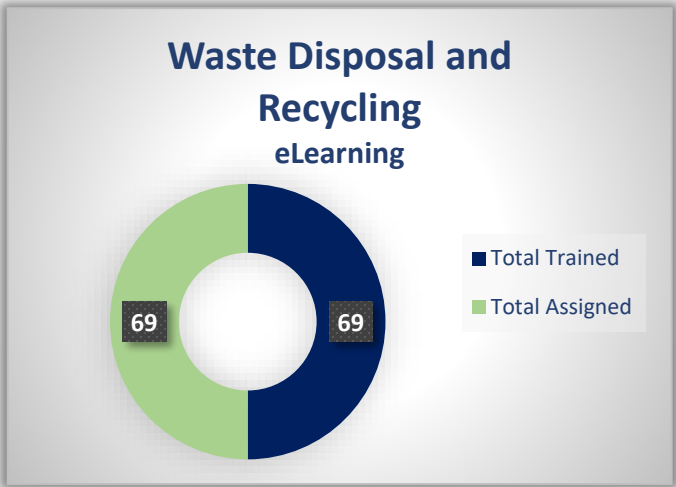 Waste Disposal and
Recycling
eLearning
69
69
Total Trained
Total Assigned